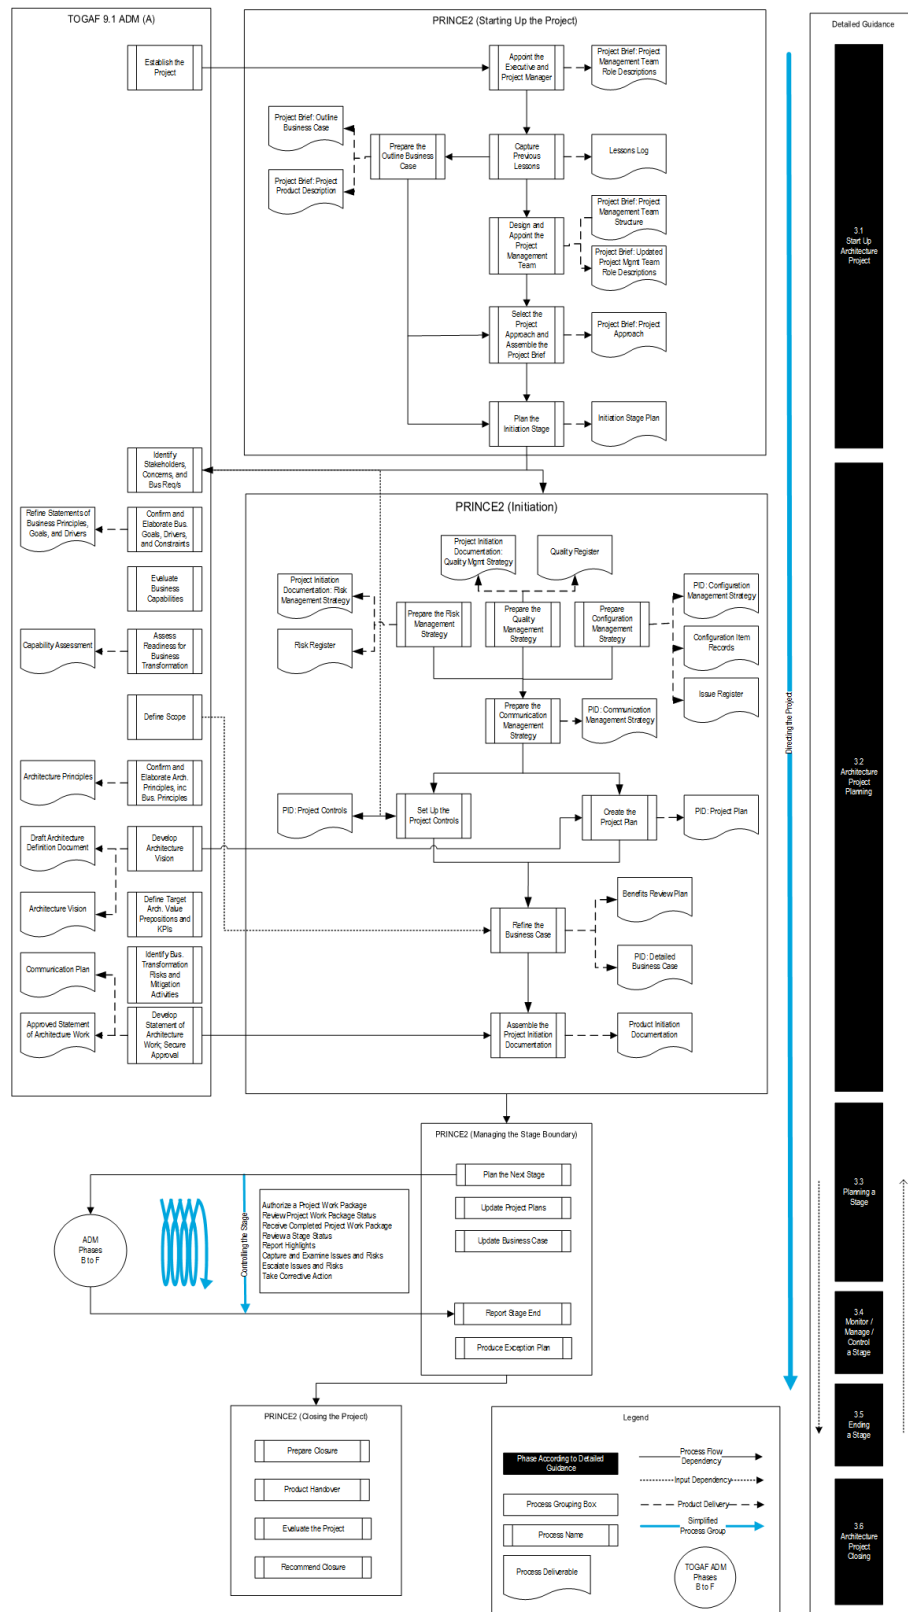 TOGAF 9.1 ADM (A)
PRINCE2 (Starting Up the Project)
Detailed Guidance
Establish the
Project
Appoint the
Executive and
Project Manager
Project Brief: Project
Management Team
Role Descriptions
Project Brief: Outline
Business Case
Prepare the
Outline Business
Case
Capture
Previous
Lessons
Lessons Log
Project Brief: Project
Product Description
Project Brief: Project
Management Team
Structure
Design and
Appoint the
Project
Management
Team
Project Brief: Updated
Project Mgmt Team
Role Descriptions
3.1
Start Up
Architecture
Project
Select the
Project
Approach and
Assemble the
Project Brief
Project Brief: Project
Approach
Plan the
Initiation Stage
Initiation Stage Plan
Identify
Stakeholders,
Concerns, and
Bus Req/s
PRINCE2 (Initiation)
Refine Statements of
Business Principles,
Goals, and Drivers
Confirm and
Elaborate Bus.
Goals, Drivers,
and Constraints
Project Initiation
Documentation:
Quality Mgmt Strategy
Quality Register
Evaluate
Business
Capabilities
Project Initiation
Documentation: Risk
Management Strategy
PID: Configuration
Management Strategy
Prepare the Risk
Management
Strategy
Prepare the
Quality
Management
Strategy
Prepare
Configuration
Management Strategy
Capability Assessment
Assess
Readiness for
Business
Transformation
Risk Register
Configuration Item
Records
Issue Register
Define Scope
Prepare the
Communication
Management
Strategy
PID: Communication
Management Strategy
Directing the Project
3.2
Architecture
Project
Planning
Architecture Principles
Confirm and
Elaborate Arch.
Principles, inc
Bus. Principles
PID: Project Controls
Set Up the
Project Controls
Create the
Project Plan
PID: Project Plan
Draft Architecture
Definition Document
Develop
Architecture
Vision
Architecture Vision
Define Target
Arch. Value
Prepositions and
KPIs
Benefits Review Plan
Refine the
Business Case
Communication Plan
Identify Bus.
Transformation
Risks and
Mitigation
Activities
PID: Detailed
Business Case
Approved Statement
of Architecture Work
Develop
Statement of
Architecture
Work; Secure
Approval
Assemble the
Project Initiation
Documentation
Product Initiation
Documentation
PRINCE2 (Managing the Stage Boundary)
Plan the Next Stage
Update Project Plans
Update Business Case
Report Stage End
Produce Exception Plan
3.3
Planning a
Stage
ADM
Phases
B to F
Controlling the Stage
Authorize a Project Work Package
Review Project Work Package Status
Receive Completed Project Work Package
Review a Stage Status
Report Highlights
Capture and Examine Issues and Risks
Escalate Issues and Risks
Take Corrective Action
3.4
Monitor /
Manage /
Control
a Stage
3.5
Ending
a Stage
PRINCE2 (Closing the Project)
Prepare Closure
Product Handover
Evaluate the Project
Recommend Closure
Legend
Phase According to Detailed
Guidance
Process Flow
Dependency
Input Dependency
Process Grouping Box
Product Delivery
Process Name
Simplified
Process Group
Process Deliverable
TOGAF ADM
Phases
B to F
3.6
Architecture
Project
Closing